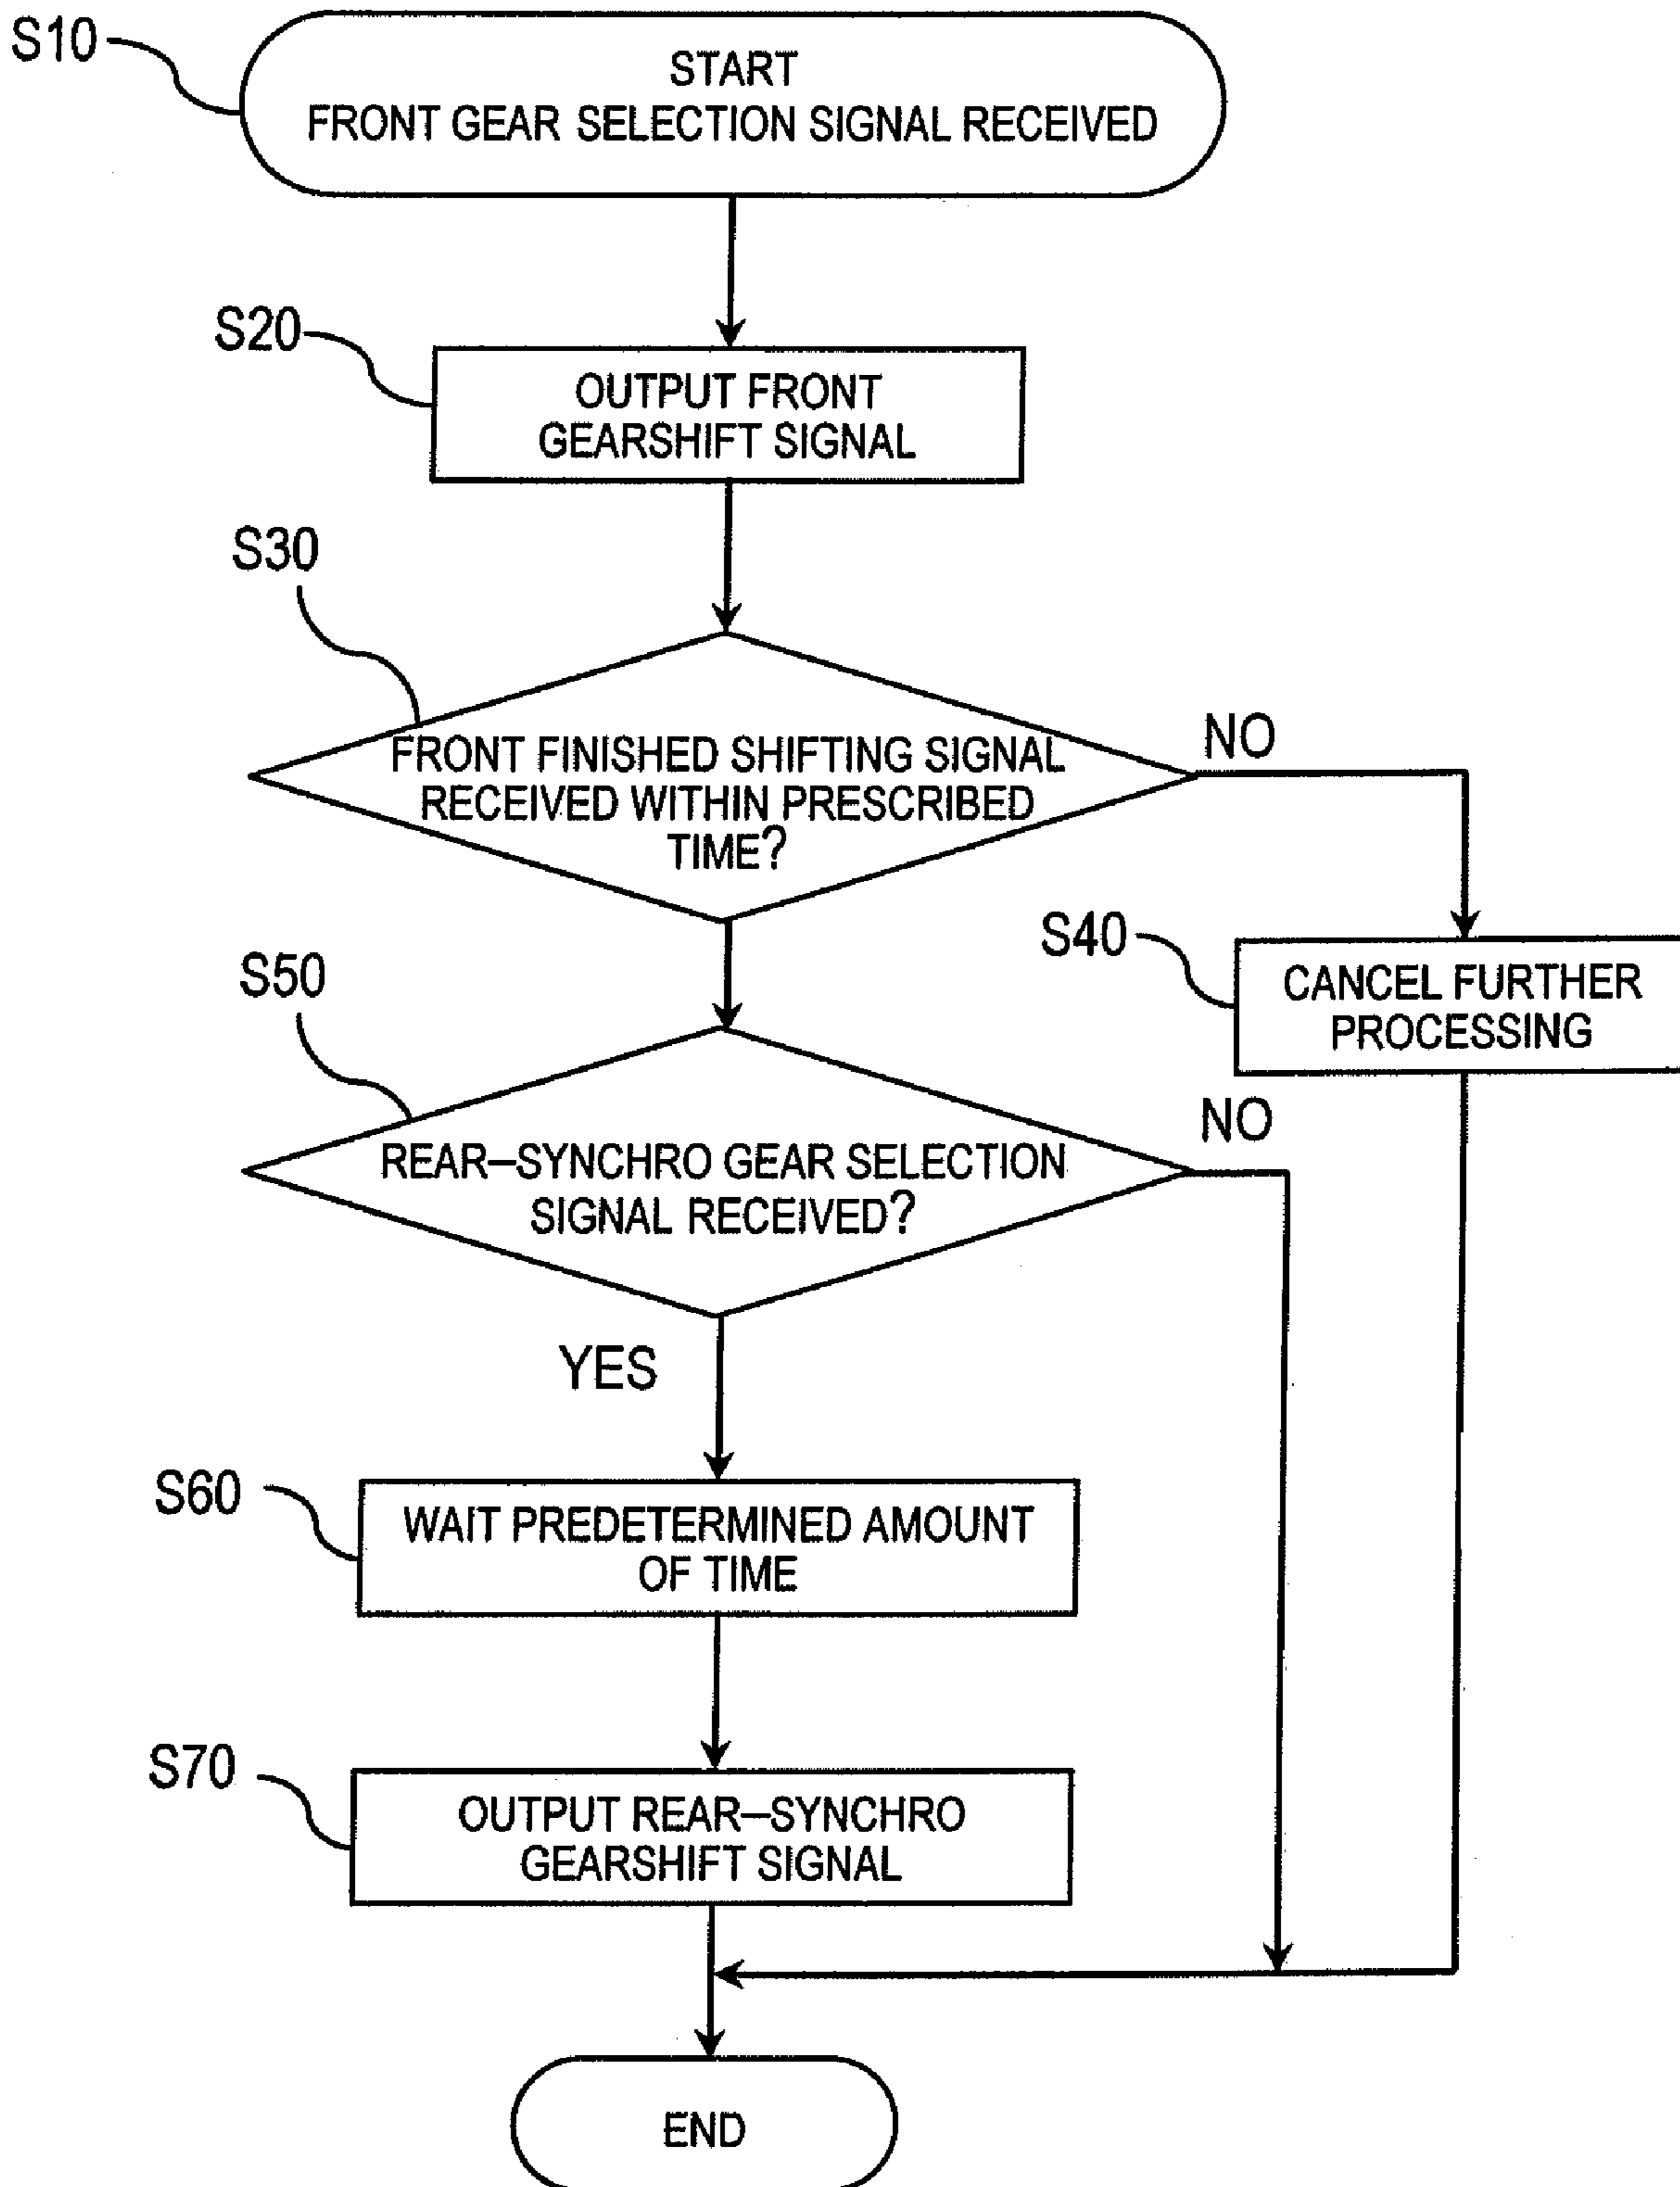 S10
START
FRONT GEAR SELECTION SIGNAL RECEIVED
S20
OUTPUT FRONT
GEARSHIFT SIGNAL
S30
FRONT FINISHED SHIFTING SIGNAL
RECEIVED WITHIN PRESCRIBED
TIME?
NO
S40
CANCEL FURTHER
PROCESSING
S50
REAR–SYNCHRO GEAR SELECTION
SIGNAL RECEIVED?
NO
YES
S60
WAIT PREDETERMINED AMOUNT
OF TIME
S70
OUTPUT REAR–SYNCHRO
GEARSHIFT SIGNAL
END